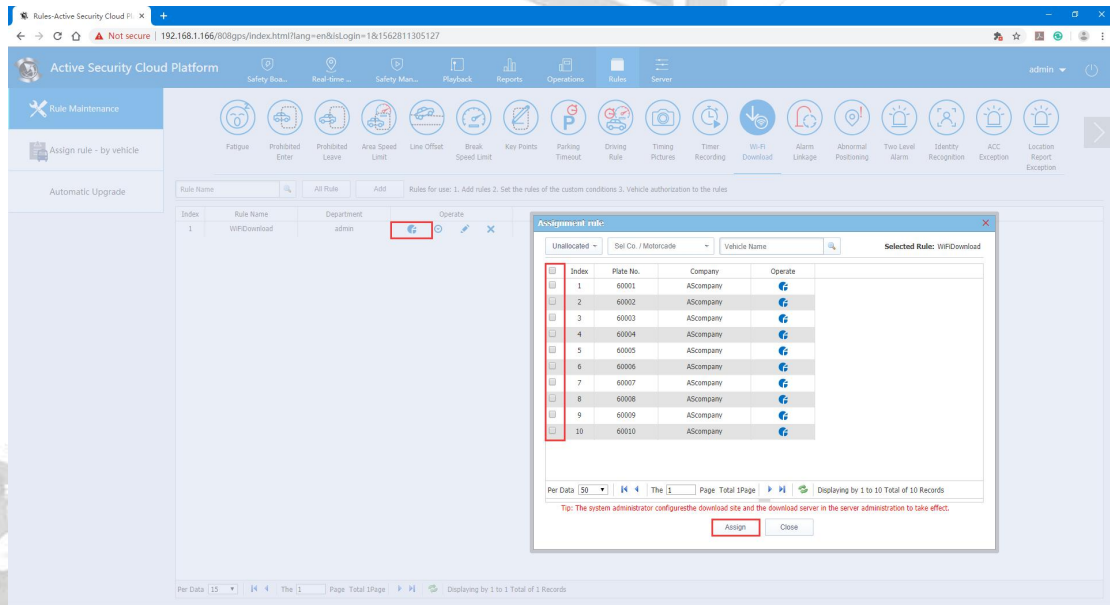 Rules-Active Security Cloud Pl
Not secure | 192.168.1.166/808gps/index.html?lang=en&isLogin=1&1562811305127
Active Security Cloud Platform
Safety Boa... Real-time ... Safety Man... Playback Reports Operations Rules Server
admin
Rule Maintenance
Assign rule - by vehicle
Automatic Upgrade
Fatigue Prohibited Enter Prohibited Leave Area Speed Limit Line Offset Break Speed Limit Key Points Parking Timeout Driving Rule Timing Pictures Timer Recording Wi-Fi Download Alarm Linkage Abnormal Positioning Two Level Alarm Identity Recognition ACC Exception Location Report Exception
Rule Name All Rule Add Rules for use: 1. Add rules 2. Set the rules of the custom conditions 3. Vehicle authorization to the rules
Index Rule Name Department Operate
1 WiFiDownload admin
Assignment rule
Unallocated Sel Co. / Motorcade Vehicle Name Selected Rule: WiFiDownload
Index Plate No. Company Operate
1 60001 AScompany
2 60002 AScompany
3 60003 AScompany
4 60004 AScompany
5 60005 AScompany
6 60006 AScompany
7 60007 AScompany
8 60008 AScompany
9 60009 AScompany
10 60010 AScompany
Per Data 50 The 1 Page Total 1Page Displaying by 1 to 10 Total of 10 Records
Tip: The system administrator configuresthe download site and the download server in the server administration to take effect.
Assign Close
Per Data 15 The 1 Page Total 1Page Displaying by 1 to 1 Total of 1 Records